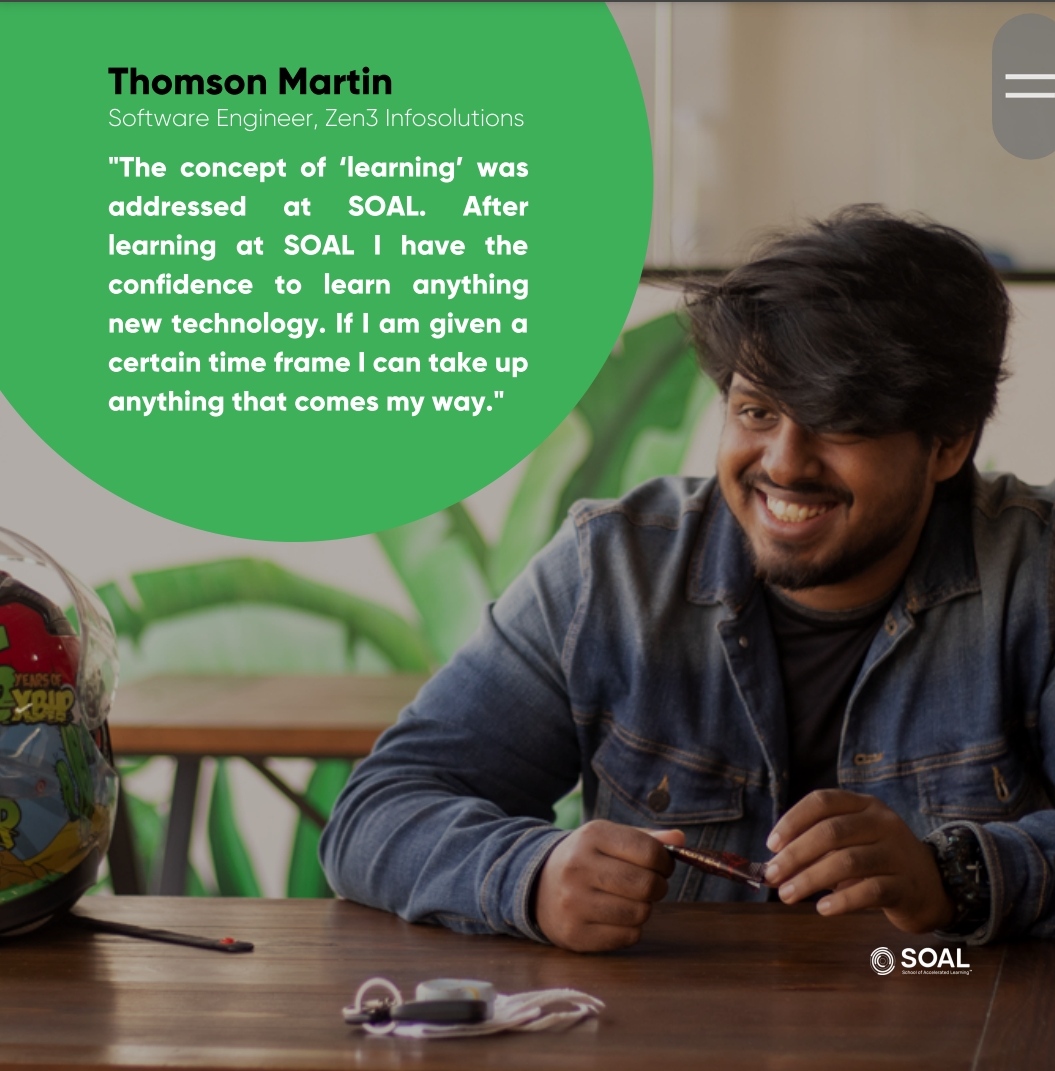 Thomson Martin
Software Engineer, Zen3 Infosolutions
"The concept of ‘learning’ was
addressed at SOAL. After
learning at SOAL I have the
confidence to learn anything
new technology. If I am given a
certain time frame I can take up
anything that comes my way."
YEARS OF
SOAL
School of Accelerated Learning™